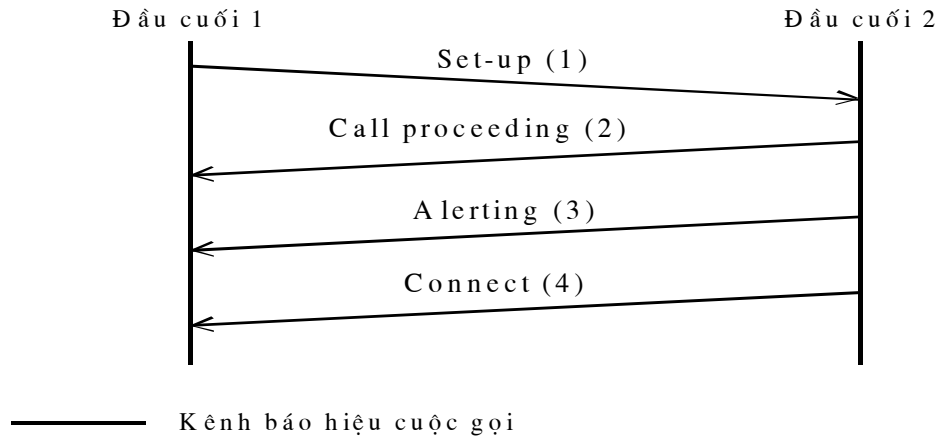 Đầu cuối 1
Đầu cuối 2
Set-up (1)
Call proceeding (2)
Alerting (3)
Connect (4)
Kênh báo hiệu cuộc gọi